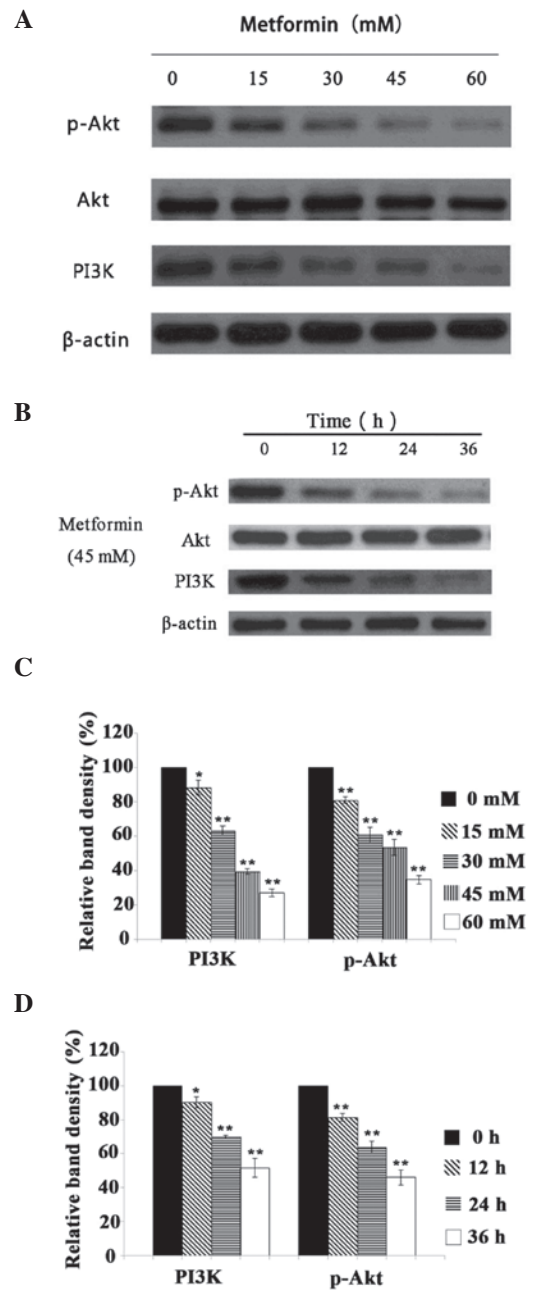 A
Metformin (mM)
0 15 30 45 60
p-Akt
Akt
PI3K
β-actin
B
Time ( h )
0 12 24 36
Metformin
(45 mM)
p-Akt
Akt
PI3K
β-actin
C
Relative band density (%)
120
100
80
60
40
20
0
* ** ** **
** ** ** **
PI3K p-Akt
0 mM
15 mM
30 mM
45 mM
60 mM
D
Relative band density (%)
120
100
80
60
40
20
0
* ** **
** ** **
PI3K p-Akt
0 h
12 h
24 h
36 h